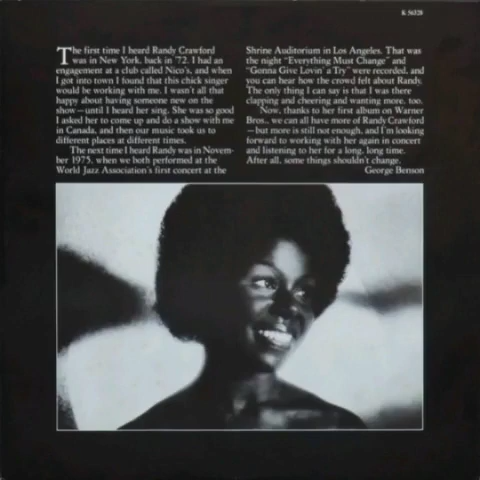 K 56328
The first time I heard Randy Crawford
was in New York, back in '72. I had an
engagement at a club called Nico's, and when
I got into town I found that this chick singer
would be working with me. I wasn't all that
happy about having someone new on the
show—until I heard her sing. She was so good
I asked her to come up and do a show with me
in Canada, and then our music took us to
different places at different times.
The next time I heard Randy was in Novem-
ber 1975, when we both performed at the
World Jazz Association's first concert at the
Shrine Auditorium in Los Angeles. That was
the night "Everything Must Change" and
"Gonna Give Lovin' a Try" were recorded, and
you can hear how the crowd felt about Randy.
The only thing I can say is that I was there
clapping and cheering and wanting more, too.
Now, thanks to her first album on Warner
Bros., we can all have more of Randy Crawford
—but more is still not enough, and I'm looking
forward to working with her again in concert
and listening to her for a long, long time.
After all, some things shouldn't change.
George Benson